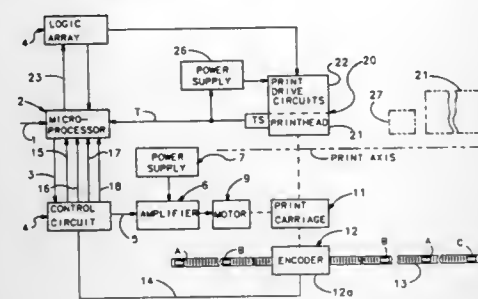 LOGIC
ARRAY
4
26
22
20
21
23
POWER
SUPPLY
PRINT
DRIVE
CIRCUITS
2
T
TS
PRINTHEAD
21
27
1
MICRO-
PROCESSOR
15
17
7
POWER
SUPPLY
PRINT AXIS
3
16
18
6
9
11
4
CONTROL
CIRCUIT
5
AMPLIFIER
MOTOR
PRINT
CARRIAGE
12
A
B
ENCODER
B
A
C
12a
13
14